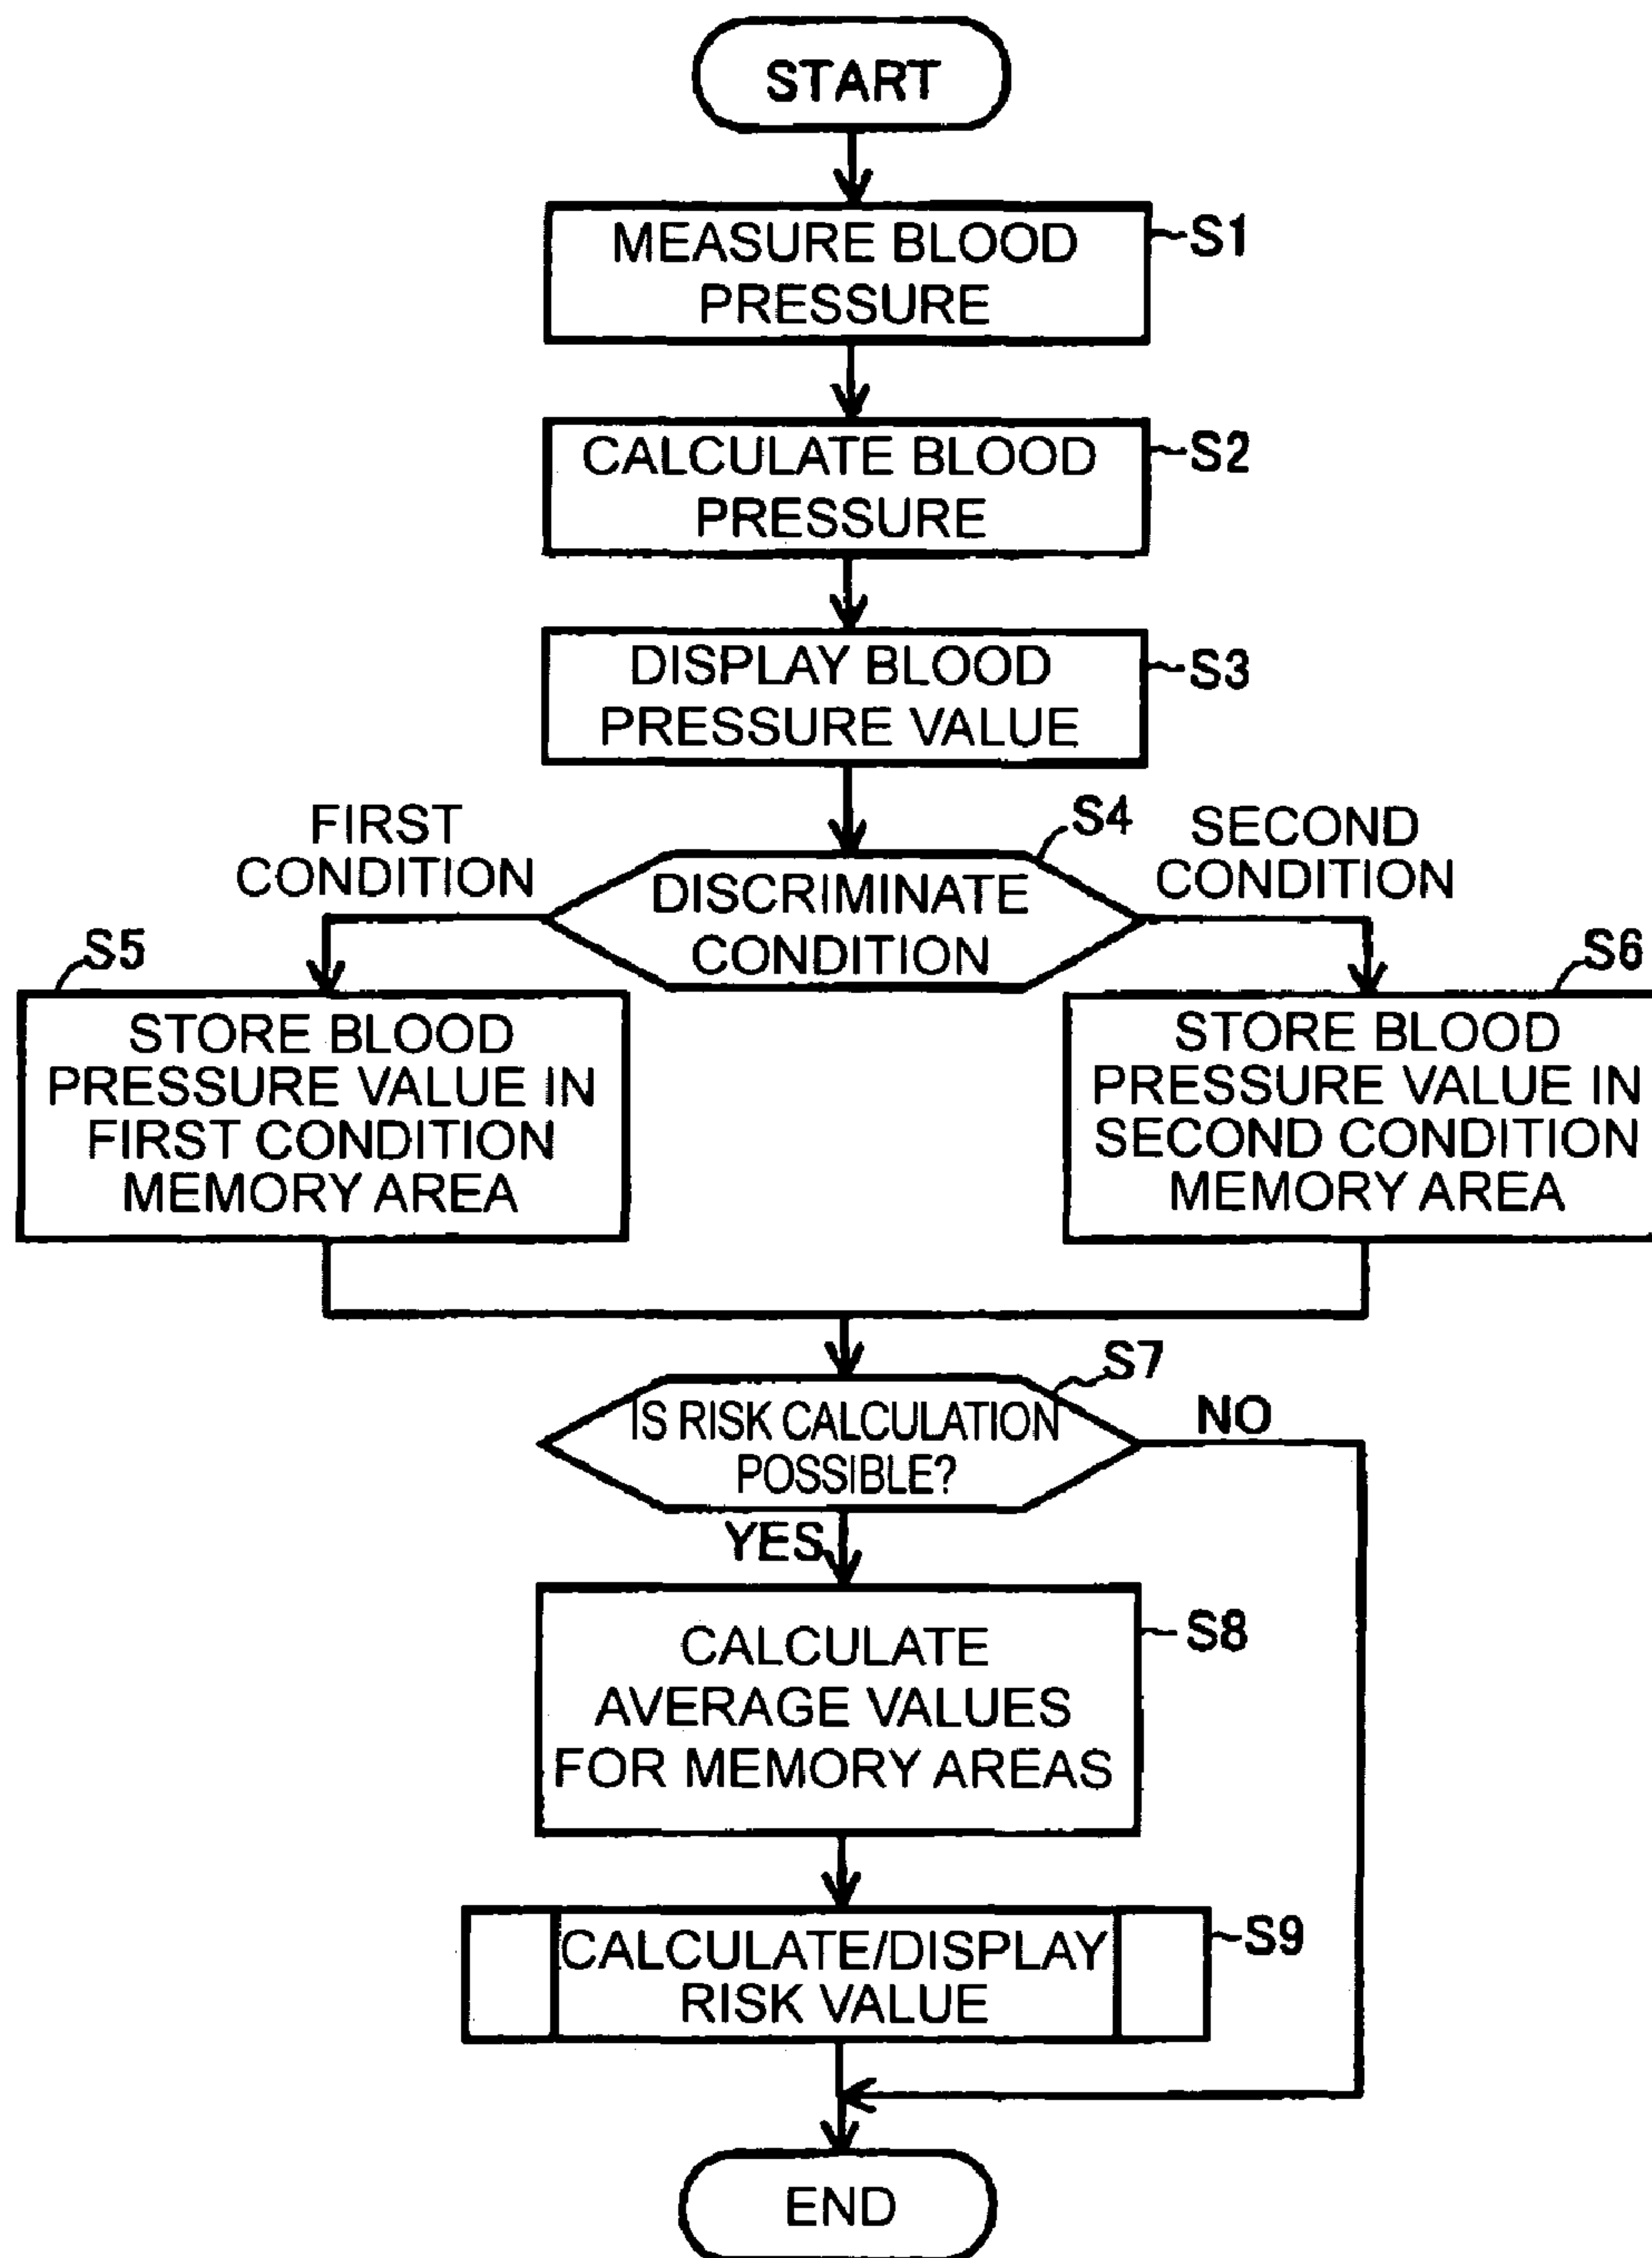 START
MEASURE BLOOD
PRESSURE
S1
CALCULATE BLOOD
PRESSURE
S2
DISPLAY BLOOD
PRESSURE VALUE
S3
FIRST
CONDITION
DISCRIMINATE
CONDITION
S4
SECOND
CONDITION
S5
STORE BLOOD
PRESSURE VALUE IN
FIRST CONDITION
MEMORY AREA
S6
STORE BLOOD
PRESSURE VALUE IN
SECOND CONDITION
MEMORY AREA
S7
IS RISK CALCULATION
POSSIBLE?
NO
YES
CALCULATE
AVERAGE VALUES
FOR MEMORY AREAS
S8
CALCULATE/DISPLAY
RISK VALUE
S9
END